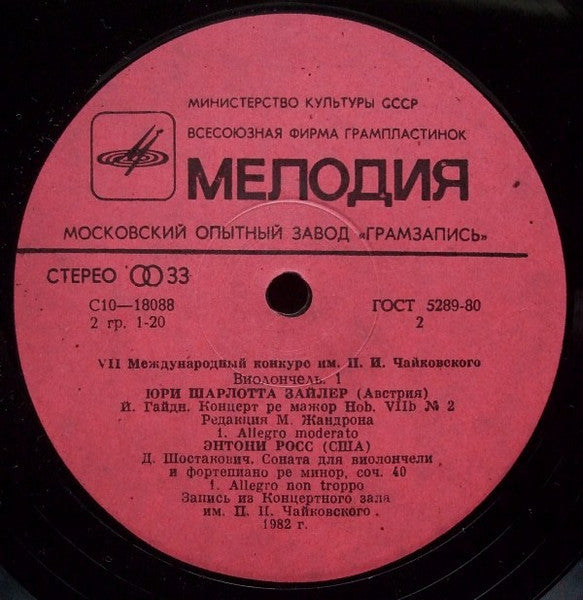 МИНИСТЕРСТВО КУЛЬТУРЫ СССР
ВСЕСОЮЗНАЯ ФИРМА ГРАМПЛАСТИНОК
МЕЛОДИЯ
МОСКОВСКИЙ ОПЫТНЫЙ ЗАВОД «ГРАМЗАПИСЬ»
СТЕРЕО 33
С10—18088 ГОСТ 5289-80
2 гр. 1-20 2
VII Международный конкурс им. П. И. Чайковского
Виолончель. 1
ЮРИ ШАРЛОТТА ЗАЙЛЕР (Австрия)
Й. Гайдн. Концерт ре мажор Hob. VIIb № 2
Редакция М. Жандрона
1. Allegro moderato
ЭНТОНИ РОСС (США)
Д. Шостакович. Соната для виолончели
и фортепиано ре минор, соч. 40
1. Allegro non troppo
Запись из Концертного зала
им. П. И. Чайковского.
1982 г.